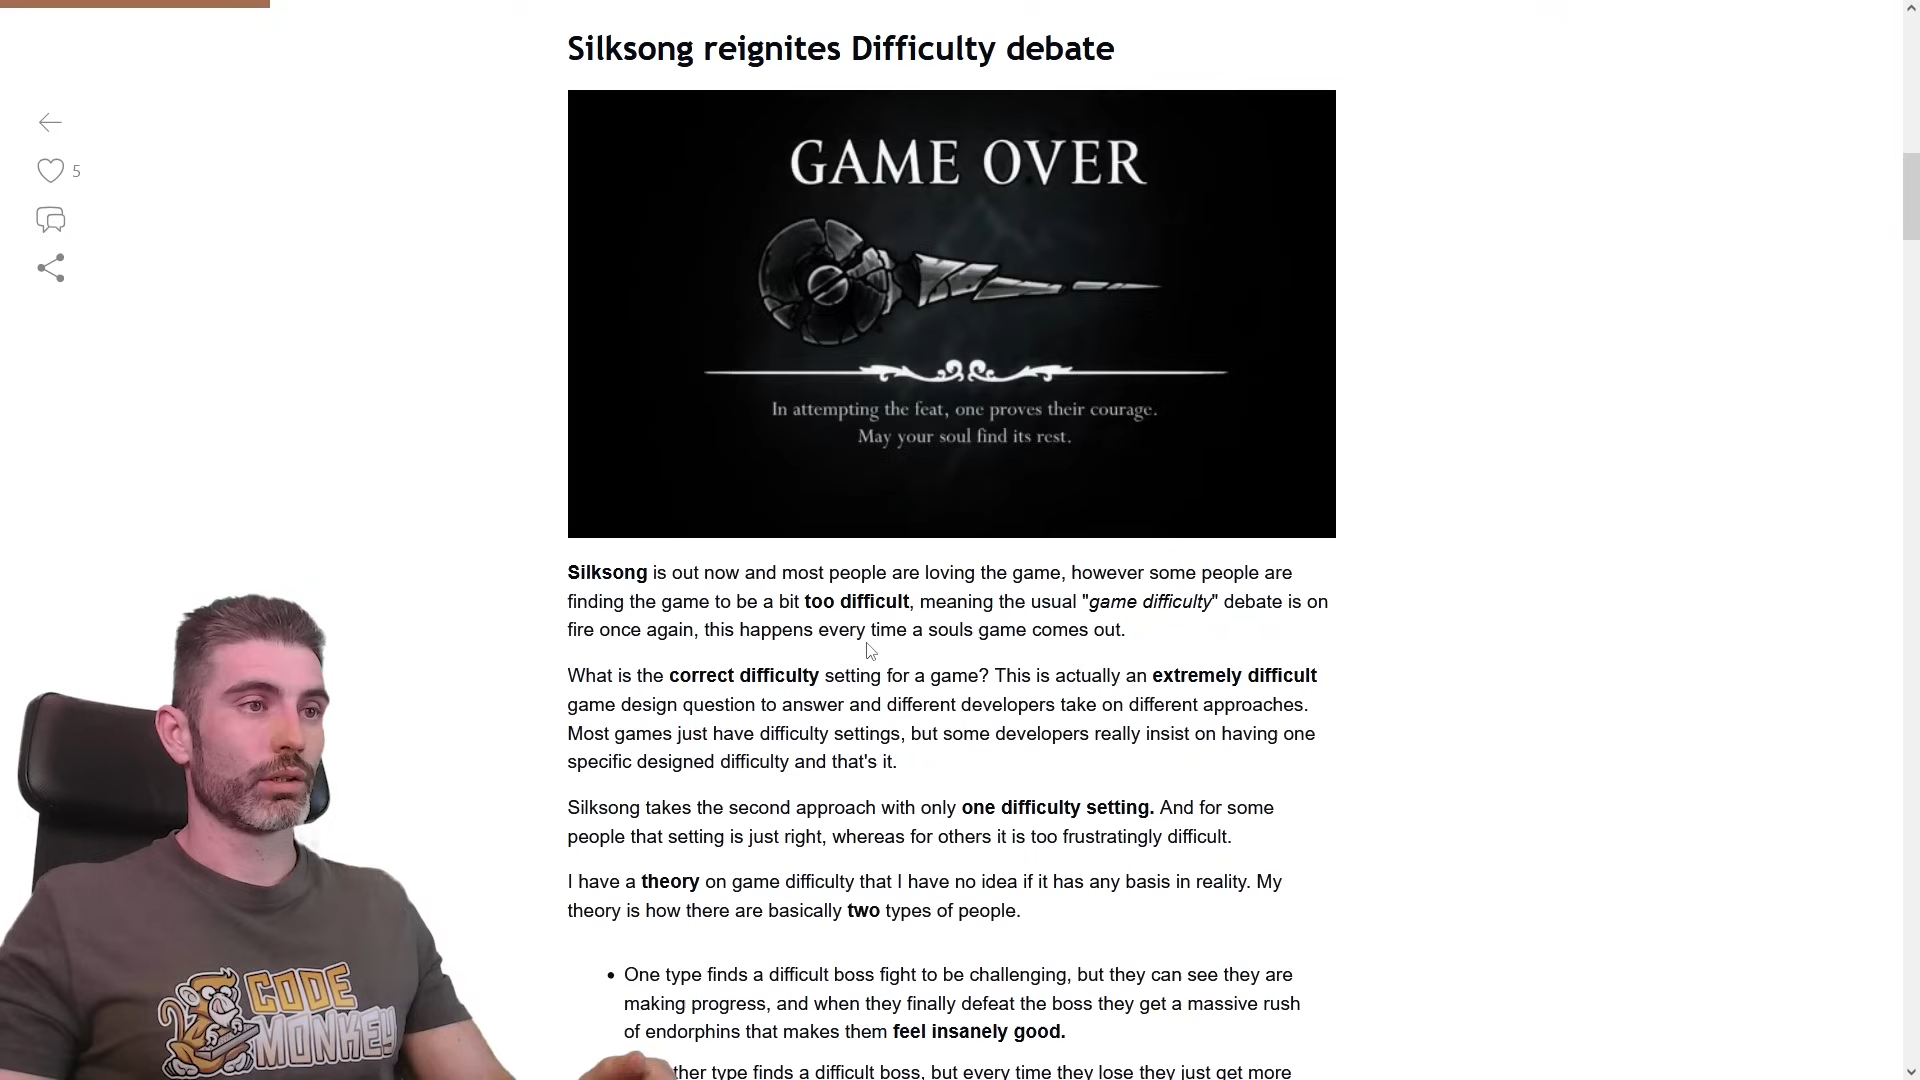 Silksong reignites Difficulty debate
5
GAME OVER
In attempting the feat, one proves their courage.
May your soul find its rest.
Silksong is out now and most people are loving the game, however some people are
finding the game to be a bit too difficult, meaning the usual "game difficulty" debate is on
fire once again, this happens every time a souls game comes out.
What is the correct difficulty setting for a game? This is actually an extremely difficult
game design question to answer and different developers take on different approaches.
Most games just have difficulty settings, but some developers really insist on having one
specific designed difficulty and that's it.
Silksong takes the second approach with only one difficulty setting. And for some
people that setting is just right, whereas for others it is too frustratingly difficult.
I have a theory on game difficulty that I have no idea if it has any basis in reality. My
theory is how there are basically two types of people.
• One type finds a difficult boss fight to be challenging, but they can see they are
making progress, and when they finally defeat the boss they get a massive rush
of endorphins that makes them feel insanely good.
ther type finds a difficult boss, but every time they lose they just get more
CODE
MONKEY